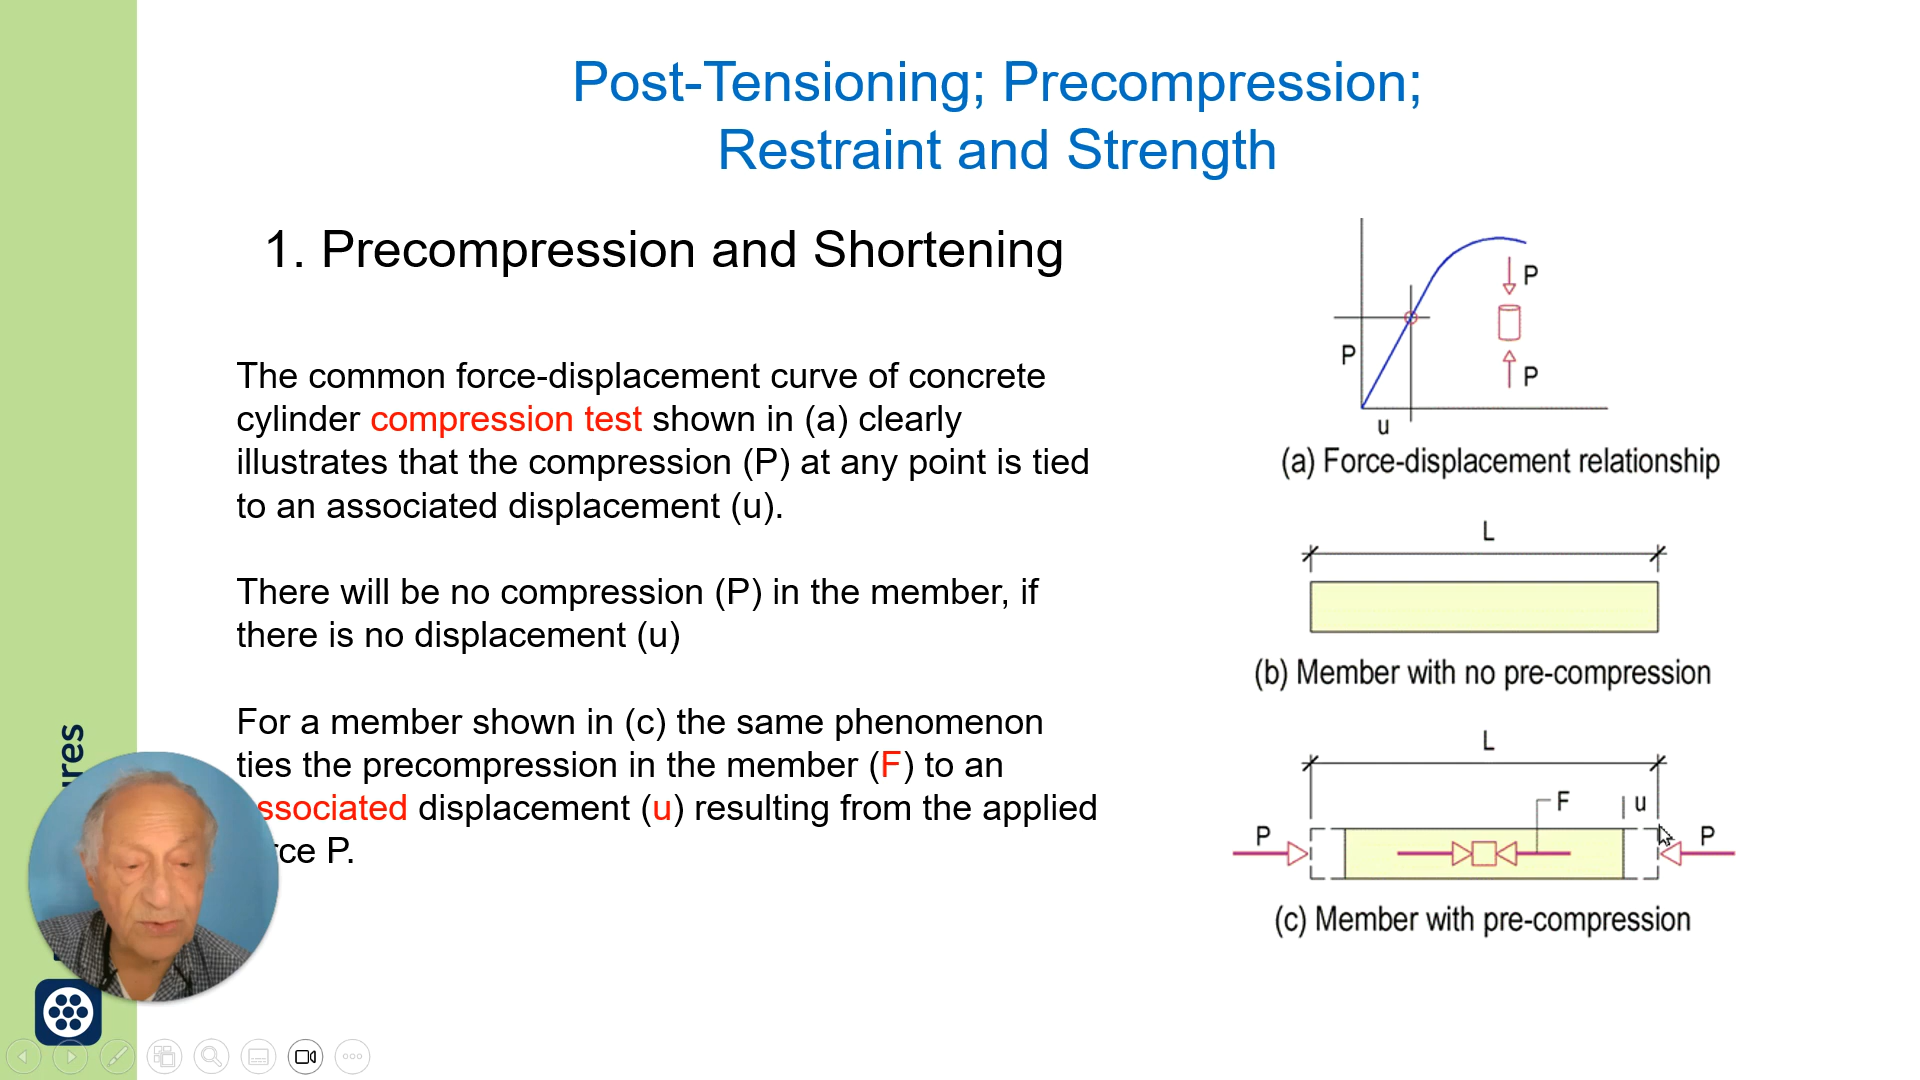 Post-Tensioning; Precompression;
Restraint and Strength
1. Precompression and Shortening
The common force-displacement curve of concrete
cylinder compression test shown in (a) clearly
illustrates that the compression (P) at any point is tied
to an associated displacement (u).
There will be no compression (P) in the member, if
there is no displacement (u)
For a member shown in (c) the same phenomenon
ties the precompression in the member (F) to an
ssociated displacement (u) resulting from the applied
rce P.
P
P
P
u
(a) Force-displacement relationship
L
(b) Member with no pre-compression
L
F
u
P
P
(c) Member with pre-compression